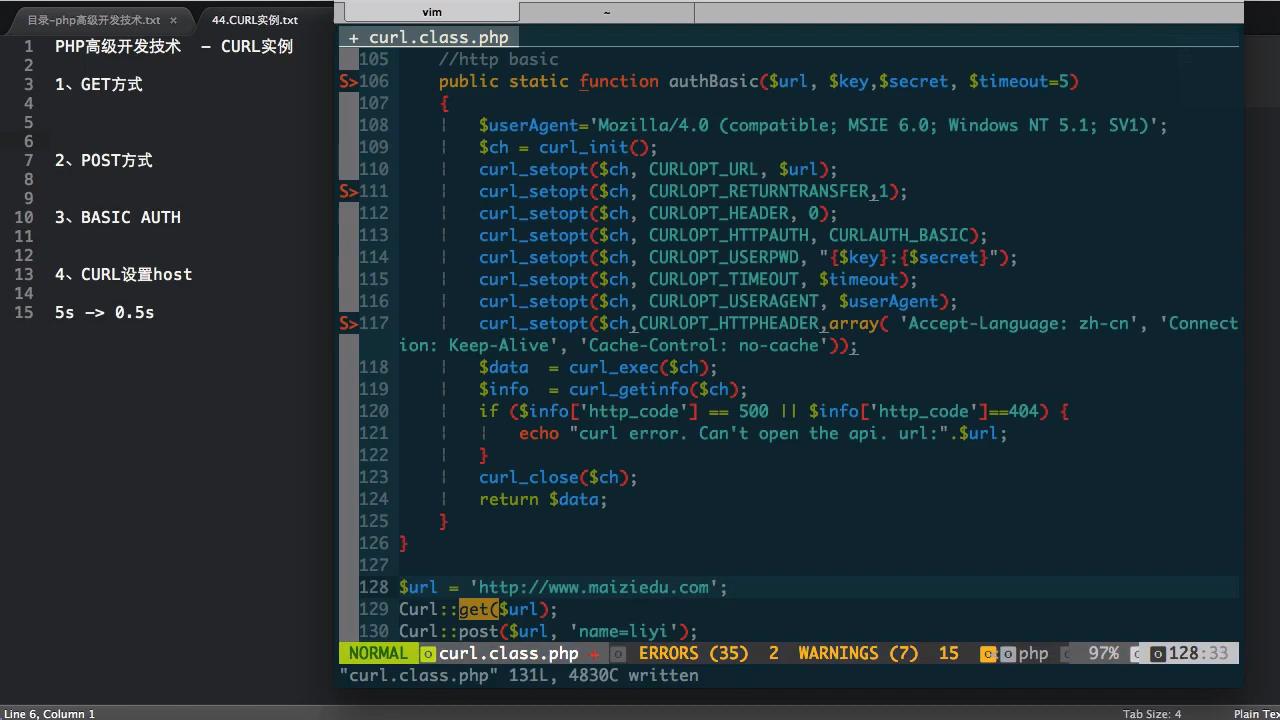 目录-php高级开发技术.txt ×
44.CURL实例.txt
1 PHP高级开发技术 - CURL实例
2
3 1、GET方式
4
5
6
7 2、POST方式
8
9
10 3、BASIC AUTH
11
12
13 4、CURL设置host
14
15 5s -> 0.5s
Line 6, Column 1
vim
~
+ curl.class.php
105 //http basic
S>106 public static function authBasic($url, $key,$secret, $timeout=5)
107 {
108 $userAgent='Mozilla/4.0 (compatible; MSIE 6.0; Windows NT 5.1; SV1)';
109 $ch = curl_init();
110 curl_setopt($ch, CURLOPT_URL, $url);
S>111 curl_setopt($ch, CURLOPT_RETURNTRANSFER,1);
112 curl_setopt($ch, CURLOPT_HEADER, 0);
113 curl_setopt($ch, CURLOPT_HTTPAUTH, CURLAUTH_BASIC);
114 curl_setopt($ch, CURLOPT_USERPWD, "{$key}:{$secret}");
115 curl_setopt($ch, CURLOPT_TIMEOUT, $timeout);
116 curl_setopt($ch, CURLOPT_USERAGENT, $userAgent);
S>117 curl_setopt($ch,CURLOPT_HTTPHEADER,array( 'Accept-Language: zh-cn', 'Connect
ion: Keep-Alive', 'Cache-Control: no-cache'));
118 $data = curl_exec($ch);
119 $info = curl_getinfo($ch);
120 if ($info['http_code'] == 500 || $info['http_code']==404) {
121 echo "curl error. Can't open the api. url:".$url;
122 }
123 curl_close($ch);
124 return $data;
125 }
126 }
127
128 $url = 'http://www.maiziedu.com';
129 Curl::get($url);
130 Curl::post($url, 'name=liyi');
NORMAL curl.class.php + ERRORS (35) 2 WARNINGS (7) 15 php 97% 128:33
"curl.class.php" 131L, 4830C written
Tab Size: 4
Plain Tex